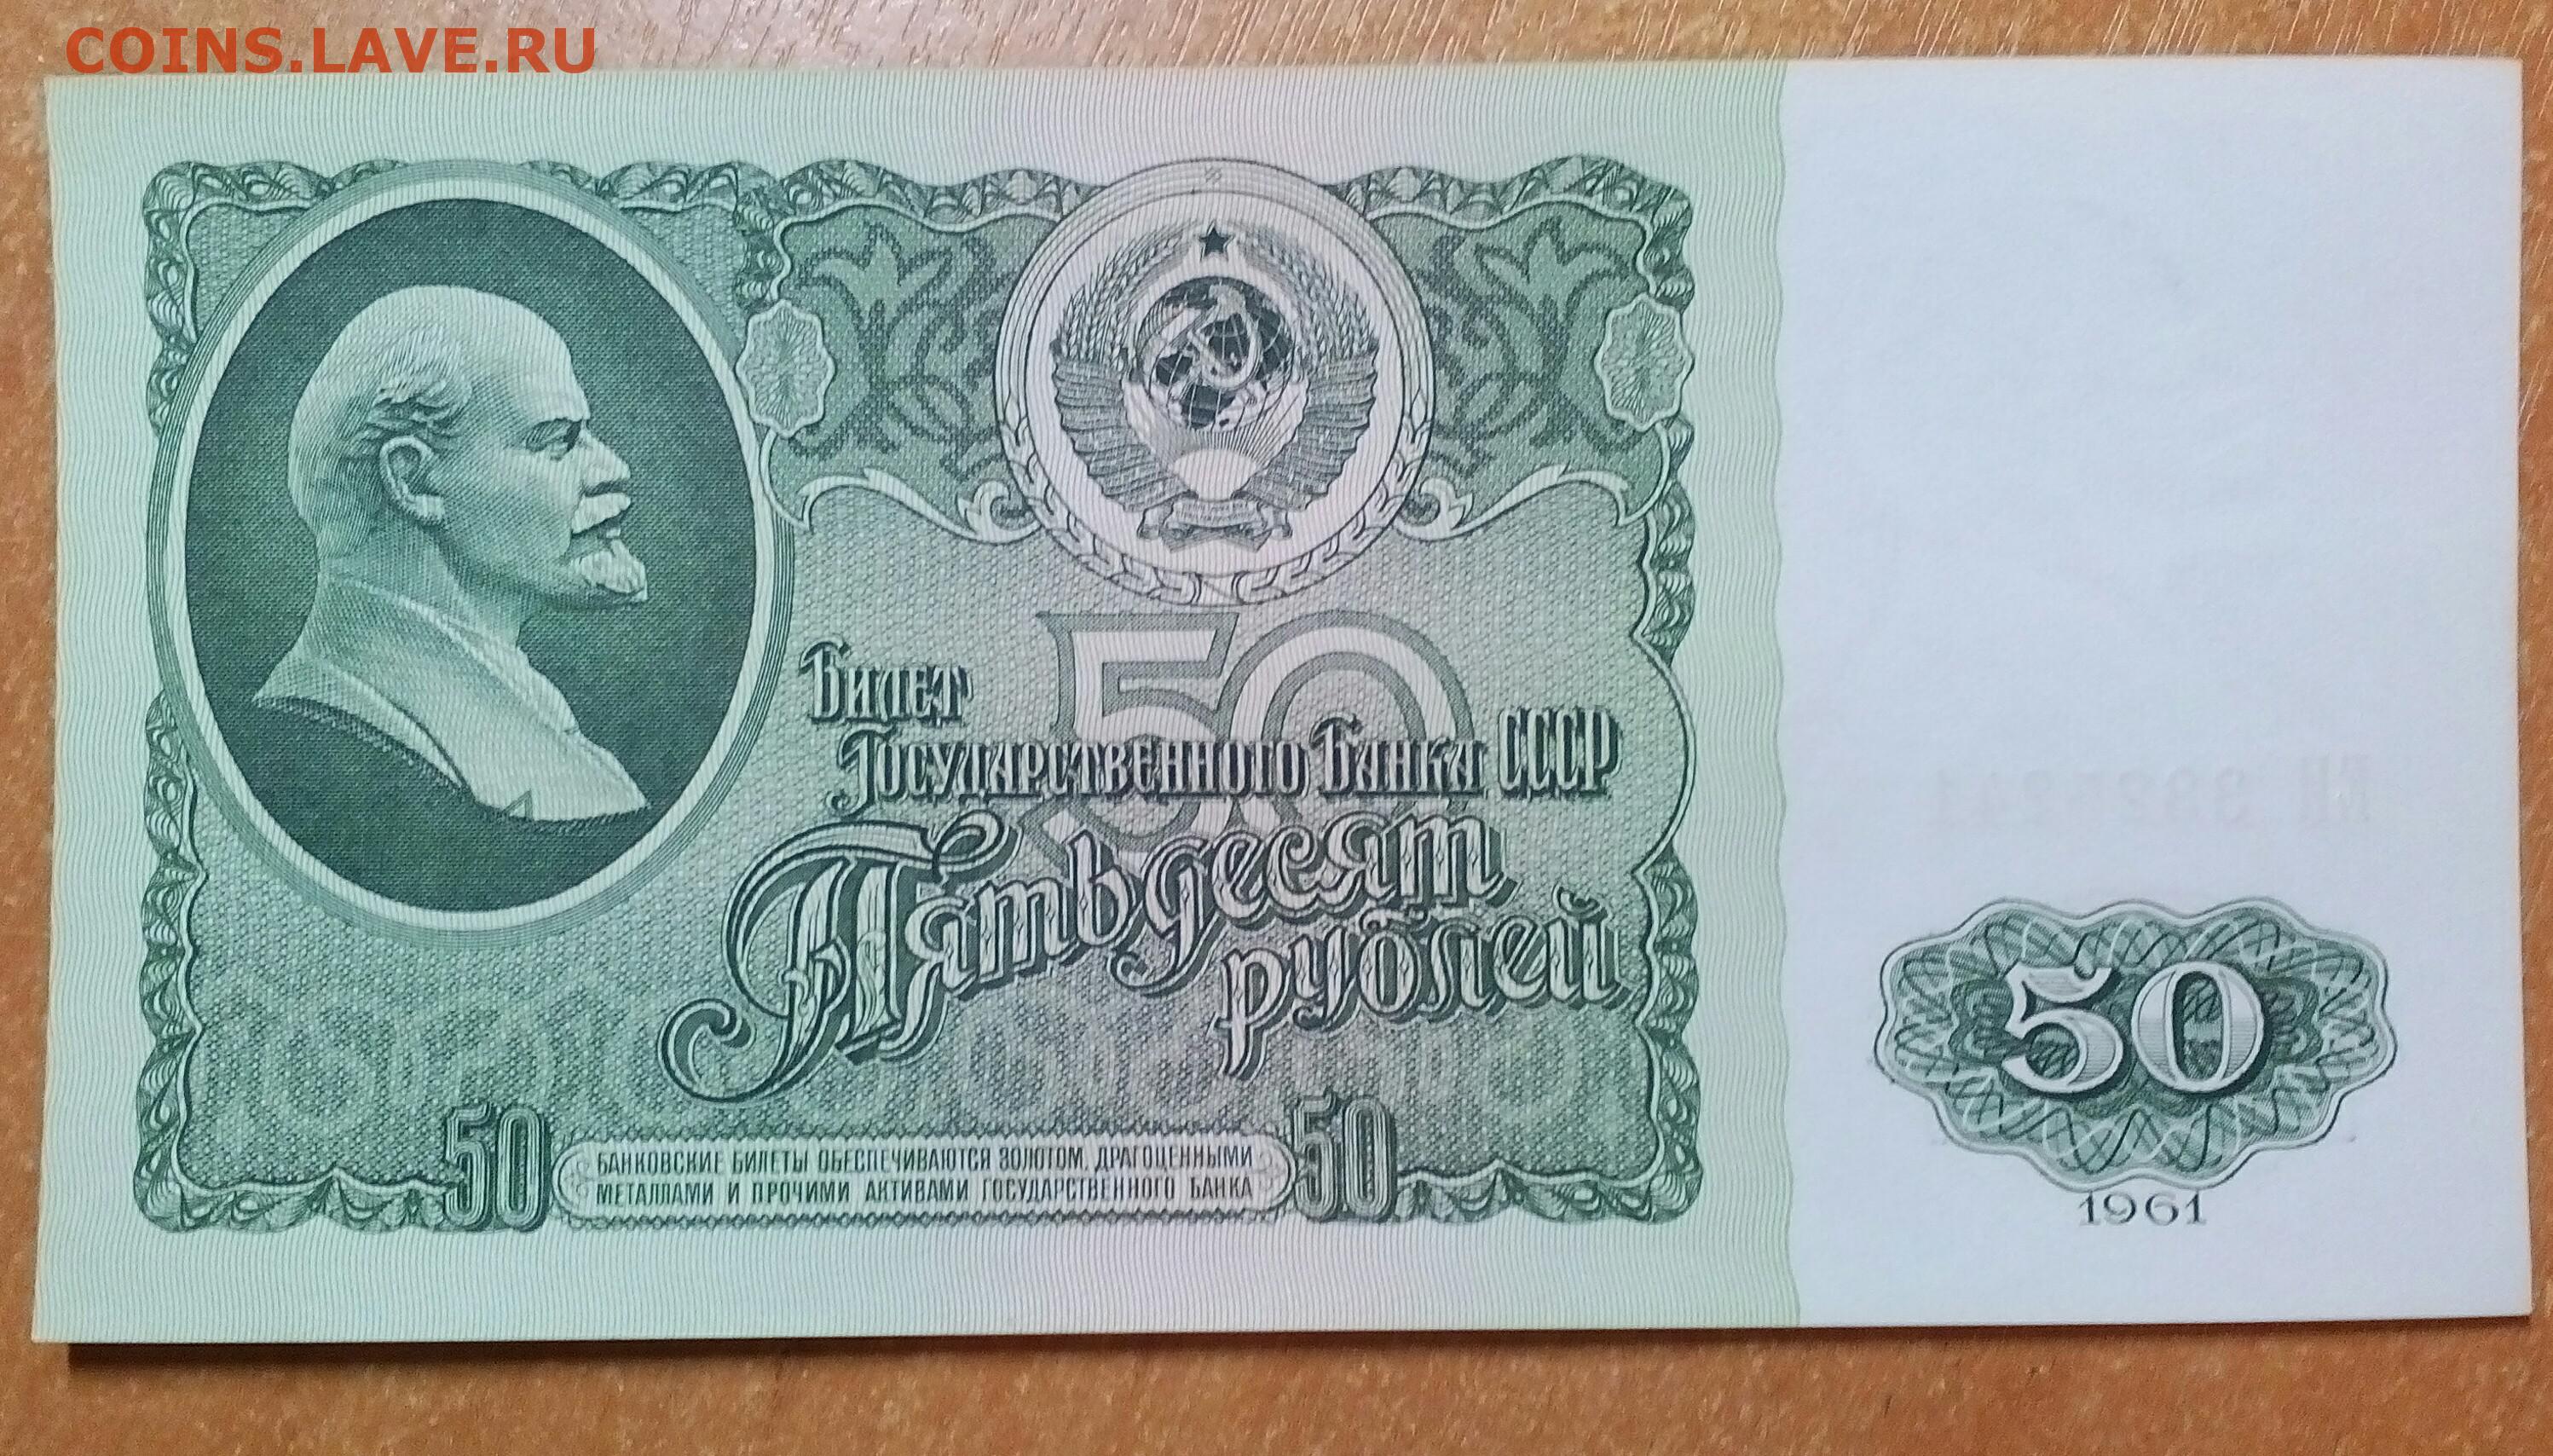 COINS.LAVE.RU
Билет
Государственного Банка СССР
50
Пятьдесят
рублей
50
БАНКОВСКИЕ БИЛЕТЫ ОБЕСПЕЧИВАЮТСЯ ЗОЛОТОМ, ДРАГОЦЕННЫМИ
МЕТАЛЛАМИ И ПРОЧИМИ АКТИВАМИ ГОСУДАРСТВЕННОГО БАНКА
50
50
1961